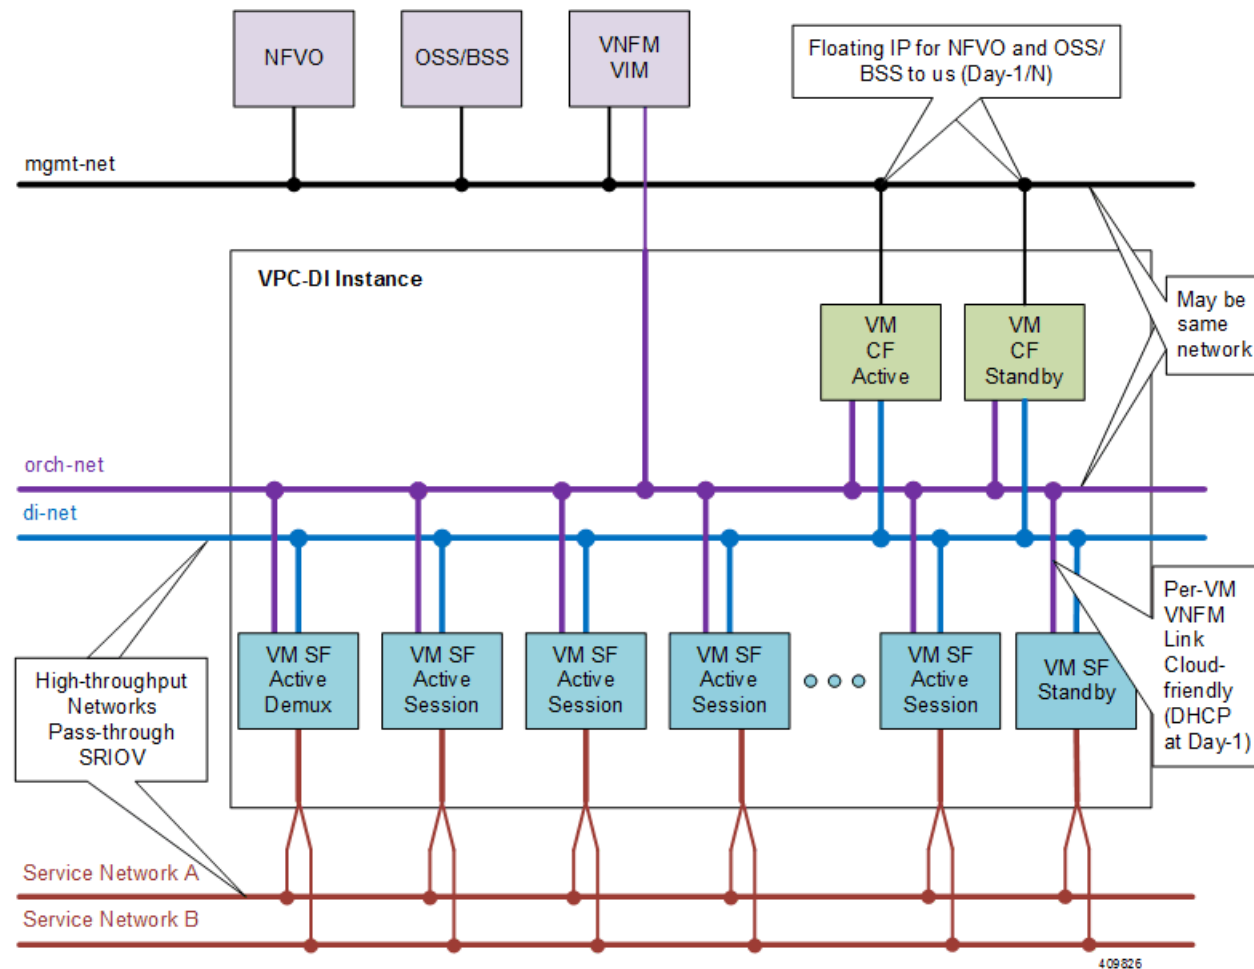 NFVO
OSS/BSS
VNFM
VIM
Floating IP for NFVO and OSS/
BSS to us (Day-1/N)
mgmt-net
VPC-DI Instance
VM
CF
Active
VM
CF
Standby
May be
same
network
orch-net
di-net
VM SF
Active
Demux
VM SF
Active
Session
VM SF
Active
Session
VM SF
Active
Session
VM SF
Active
Session
VM SF
Standby
Per-VM
VNFM
Link
Cloud-
friendly
(DHCP
at Day-1)
High-throughput
Networks
Pass-through
SRIOV
Service Network A
Service Network B
409826